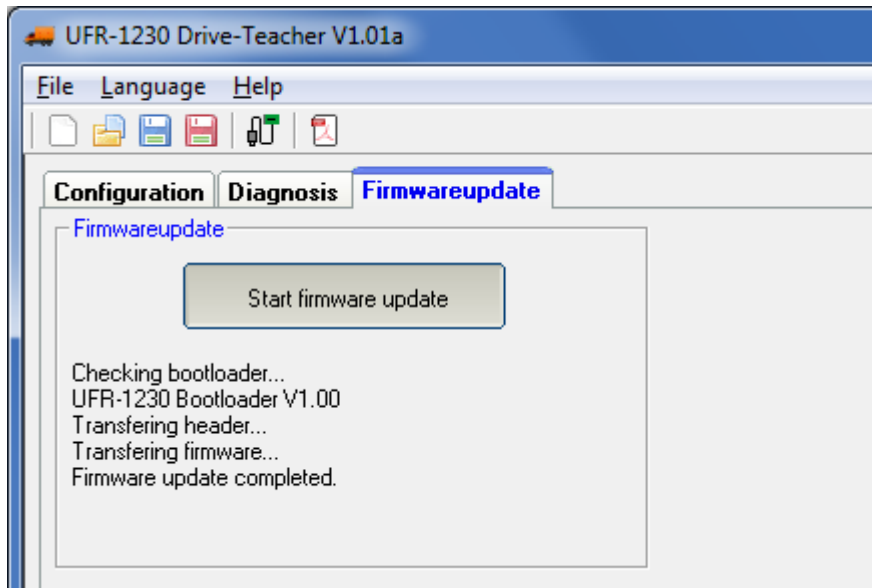 UFR-1230 Drive-Teacher V1.01a
File Language Help
Configuration Diagnosis Firmwareupdate
Firmwareupdate
Start firmware update
Checking bootloader...
UFR-1230 Bootloader V1.00
Transfering header...
Transfering firmware...
Firmware update completed.